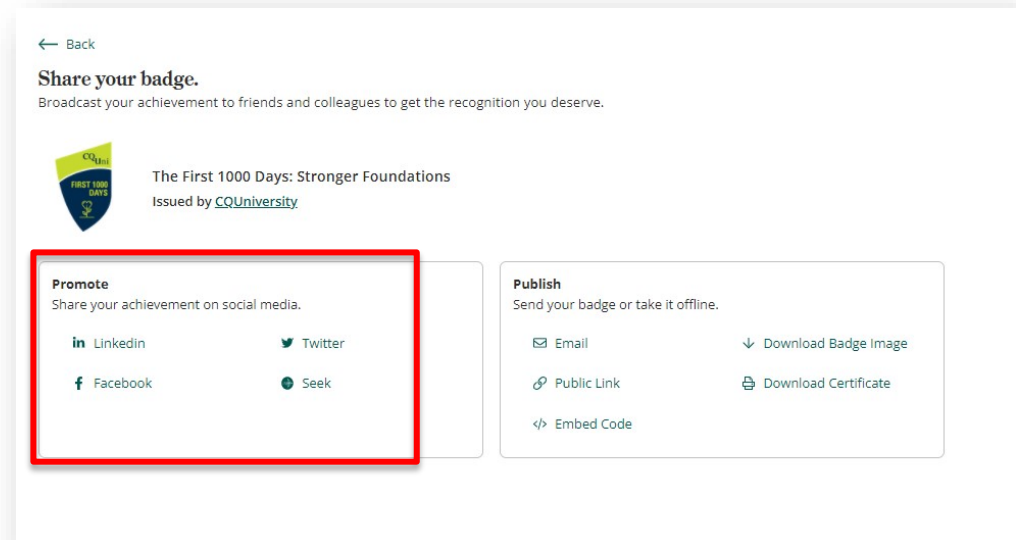 Back
Share your badge.
Broadcast your achievement to friends and colleagues to get the recognition you deserve.
CQUni
FIRST 1000
DAYS
The First 1000 Days: Stronger Foundations
Issued by CQUniversity
Promote
Share your achievement on social media.
in Linkedin
Twitter
f Facebook
Seek
Publish
Send your badge or take it offline.
Email
Download Badge Image
Public Link
Download Certificate
</> Embed Code